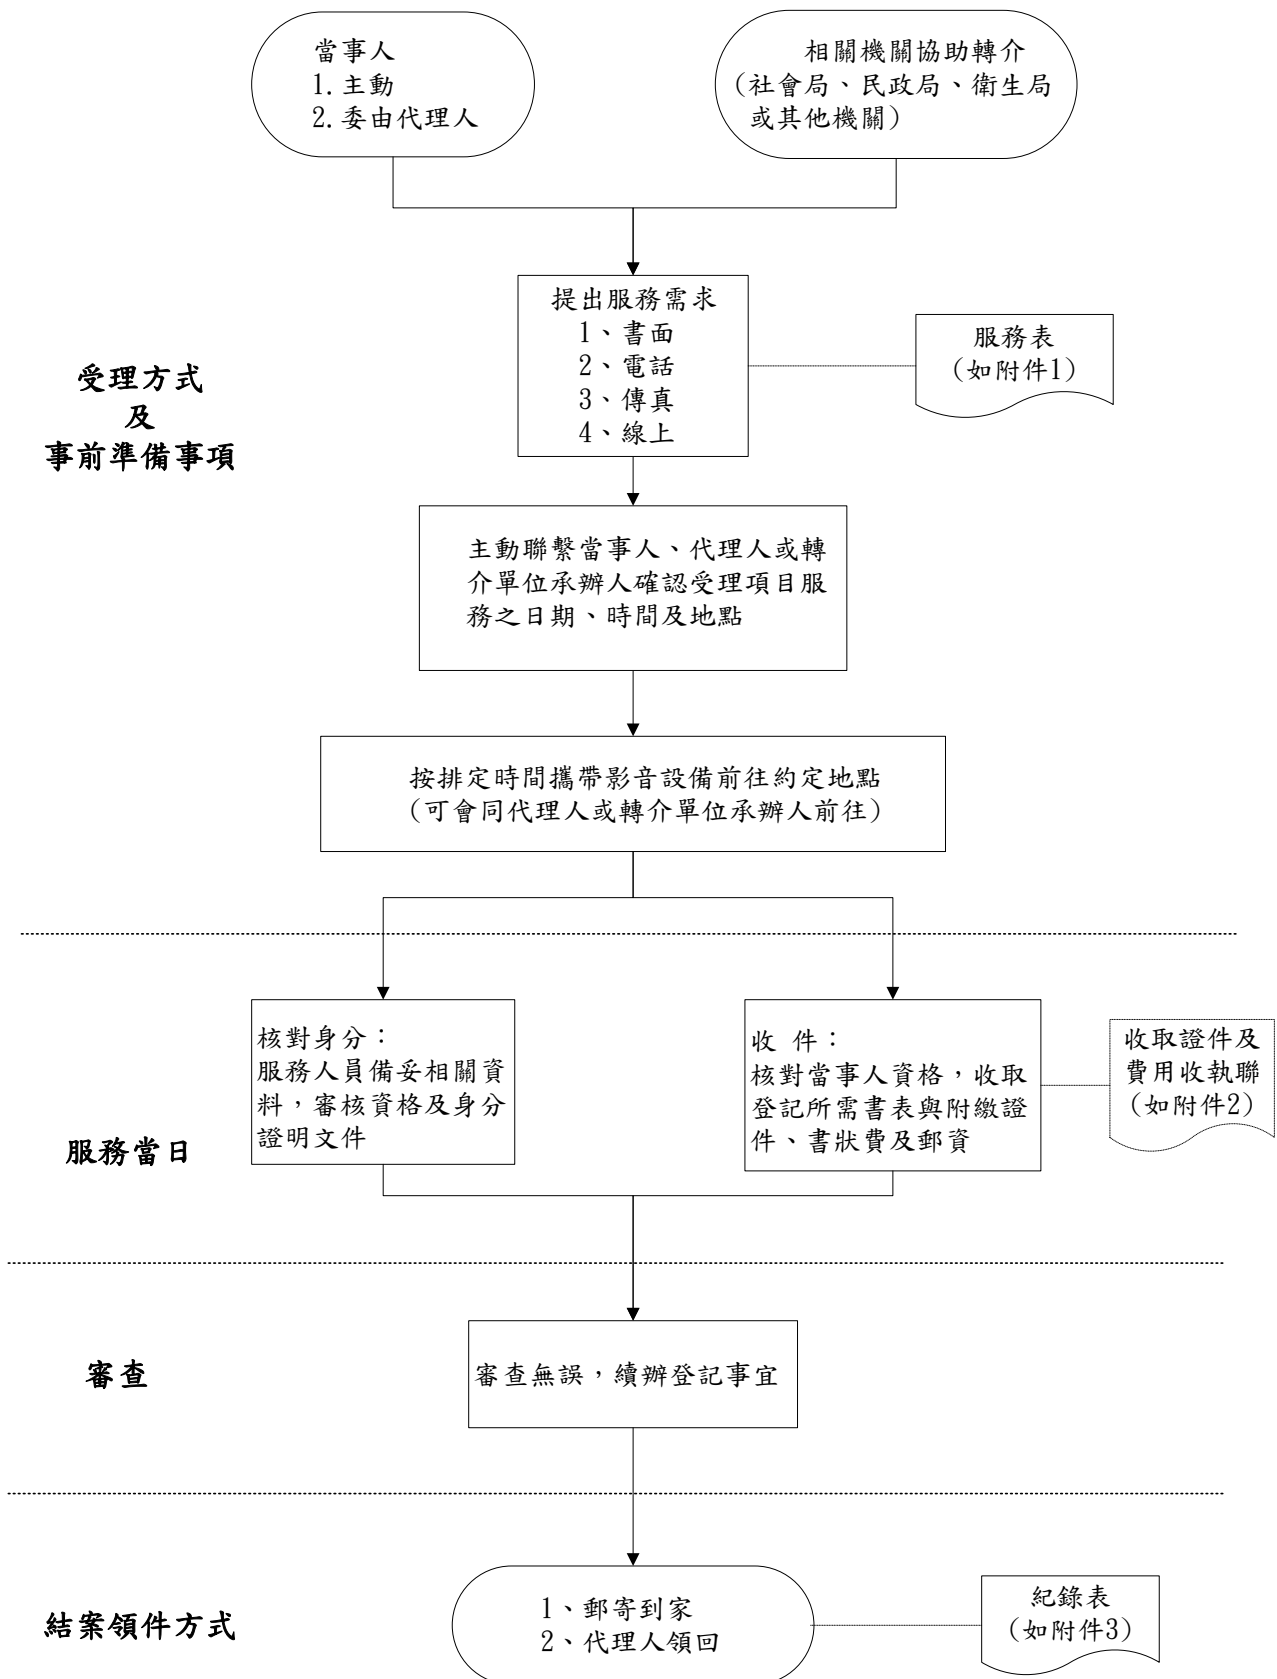 當事人
1.主動
2.委由代理人
相關機關協助轉介
(社會局、民政局、衛生局
或其他機關)
提出服務需求
1、書面
2、電話
3、傳真
4、線上
服務表
(如附件1)
受理方式
及
事前準備事項
主動聯繫當事人、代理人或轉
介單位承辦人確認受理項目服
務之日期、時間及地點
按排定時間攜帶影音設備前往約定地點
(可會同代理人或轉介單位承辦人前往)
核對身分：
服務人員備妥相關資
料，審核資格及身分
證明文件
收 件：
核對當事人資格，收取
登記所需書表與附繳證
件、書狀費及郵資
收取證件及
費用收執聯
(如附件2)
服務當日
審查
審查無誤，續辦登記事宜
結案領件方式
1、郵寄到家
2、代理人領回
紀錄表
(如附件3)